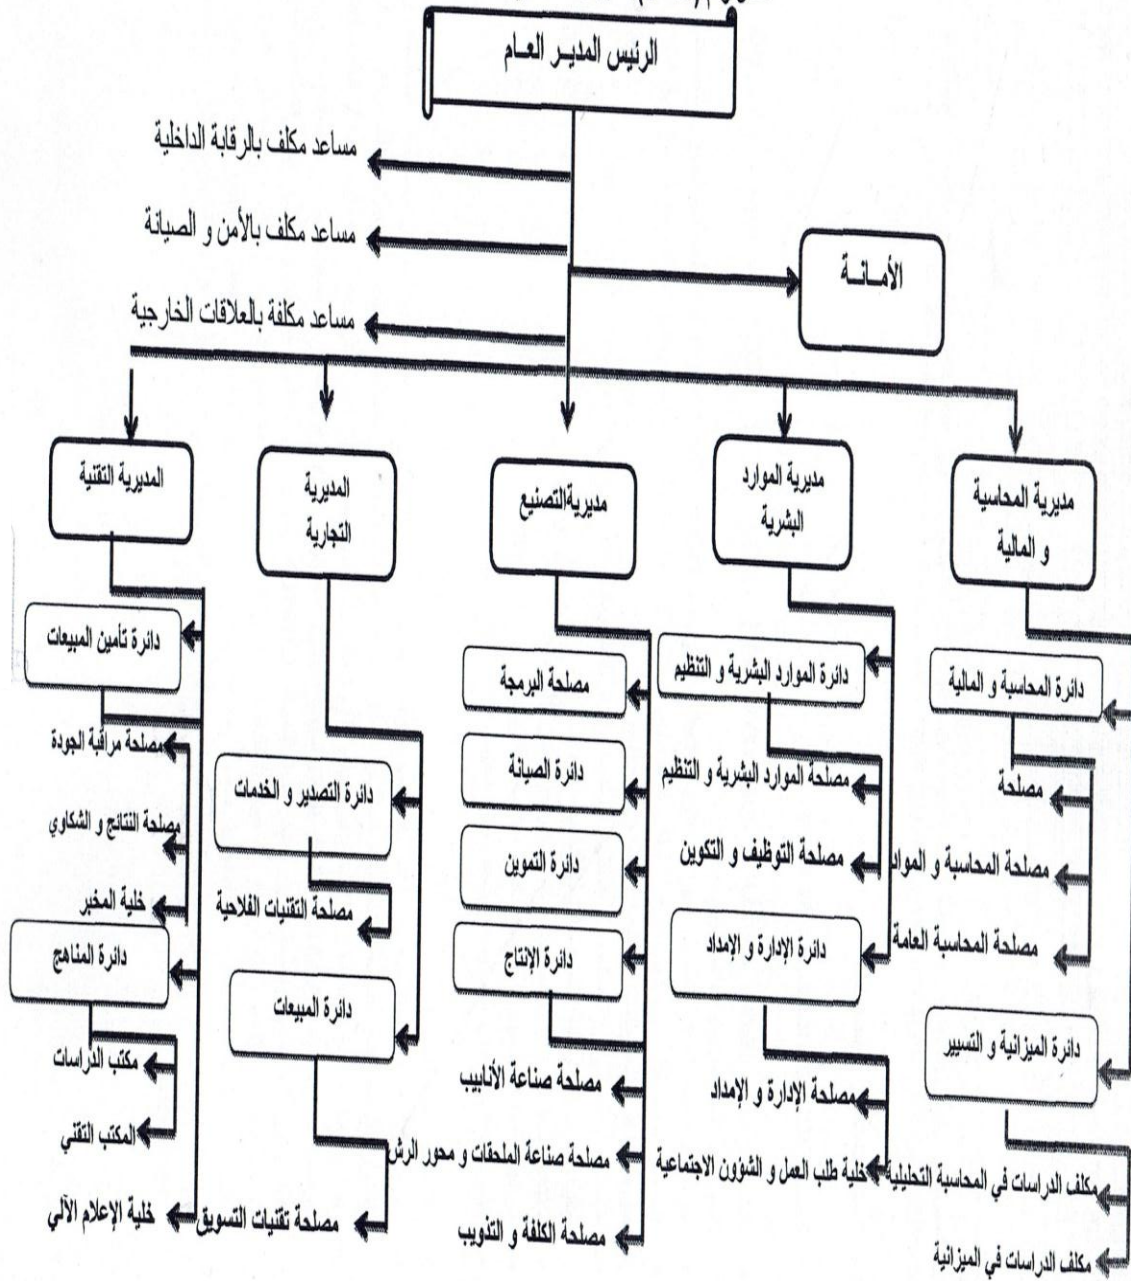 الرئيس المديـر العـام
مساعد مكلف بالرقابة الداخلية
مساعد مكلف بالأمن و الصيانة
الأمـانـة
مساعد مكلفة بالعلاقات الخارجية
مديرية المحاسبة
و المالية
دائرة المحاسبة و المالية
مصلحة
مصلحة المحاسبة و المواد
مصلحة المحاسبة العامة
دائرة الميزانية و التسيير
مكلف الدراسات في المحاسبة التحليلية
مكلف الدراسات في الميزانية
مديرية الموارد
البشرية
دائرة الموارد البشرية و التنظيم
مصلحة الموارد البشرية و التنظيم
مصلحة التوظيف و التكوين
دائرة الإدارة و الإمداد
مصلحة الإدارة و الإمداد
خلية طلب العمل و الشؤون الاجتماعية
مديريةالتصنيع
مصلحة البرمجة
دائرة الصيانة
دائرة التموين
دائرة الإنتاج
مصلحة صناعة الأنابيب
مصلحة صناعة الملحقات و محور الرش
مصلحة الكلفة و التذويب
المديرية
التجارية
دائرة التصدير و الخدمات
مصلحة التقنيات الفلاحية
دائرة المبيعات
مصلحة تقنيات التسويق
المديرية التقنية
دائرة تأمين المبيعات
مصلحة مراقبة الجودة
مصلحة النتائج و الشكاوي
خلية المخبر
دائرة المناهج
مكتب الدراسات
المكتب التقني
خلية الإعلام الآلي